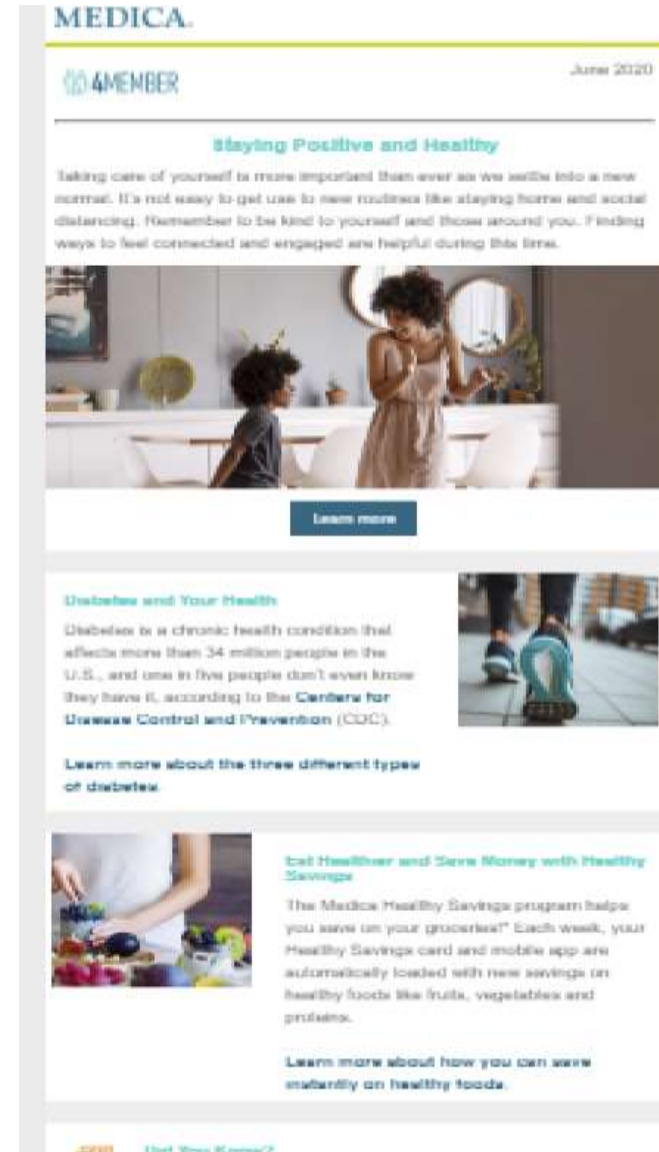 MEDICA.
4MEMBER
June 2020
Staying Positive and Healthy
Taking care of yourself is more important than ever as we settle into a new
normal. It's not easy to get use to new routines like staying home and social
distancing. Remember to be kind to yourself and those around you. Finding
ways to feel connected and engaged are helpful during this time.
Learn more
Diabetes and Your Health
Diabetes is a chronic health condition that
affects more than 34 million people in the
U.S., and one in five people don't even know
they have it, according to the Centers for
Disease Control and Prevention (CDC).
Learn more about the three different types
of diabetes.
Eat Healthier and Save Money with Healthy
Savings
The Medica Healthy Savings program helps
you save on your groceries!* Each week, your
Healthy Savings card and mobile app are
automatically loaded with new savings on
healthy foods like fruits, vegetables and
proteins.
Learn more about how you can save
instantly on healthy foods.
Did You Know?